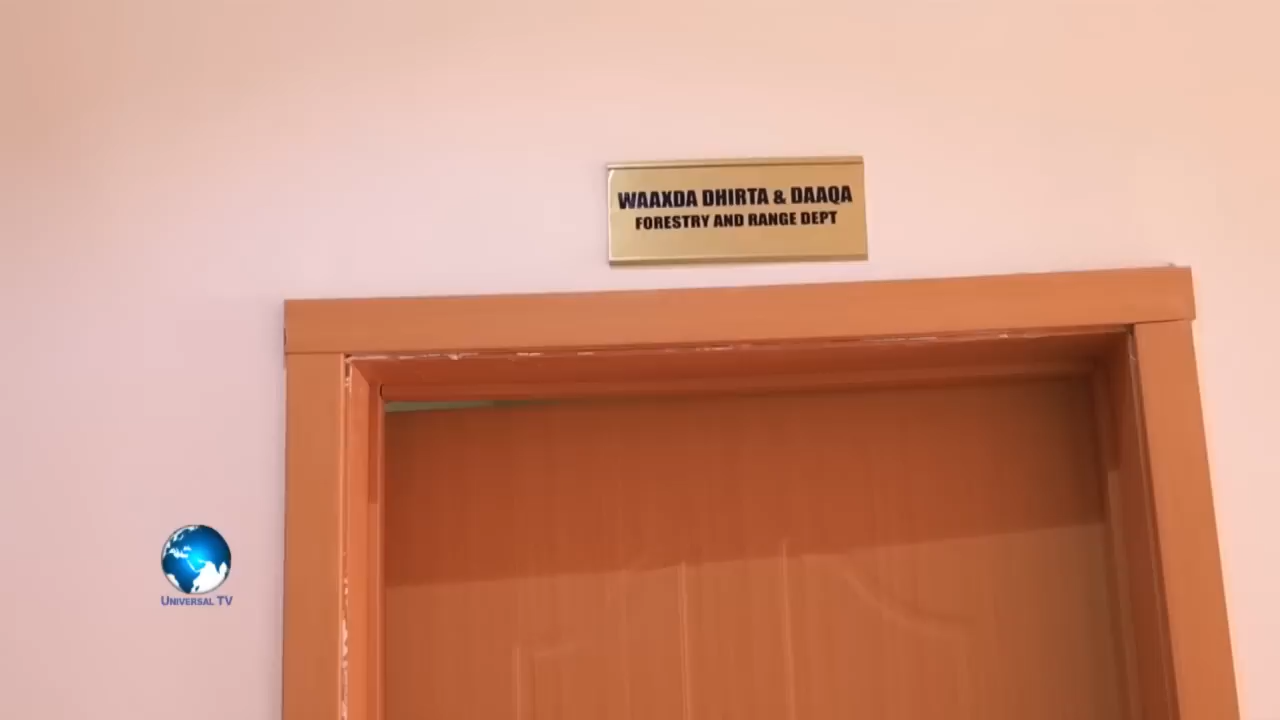 WAAXDA DHIRTA & DAAQA
FORESTRY AND RANGE DEPT
UNIVERSAL TV